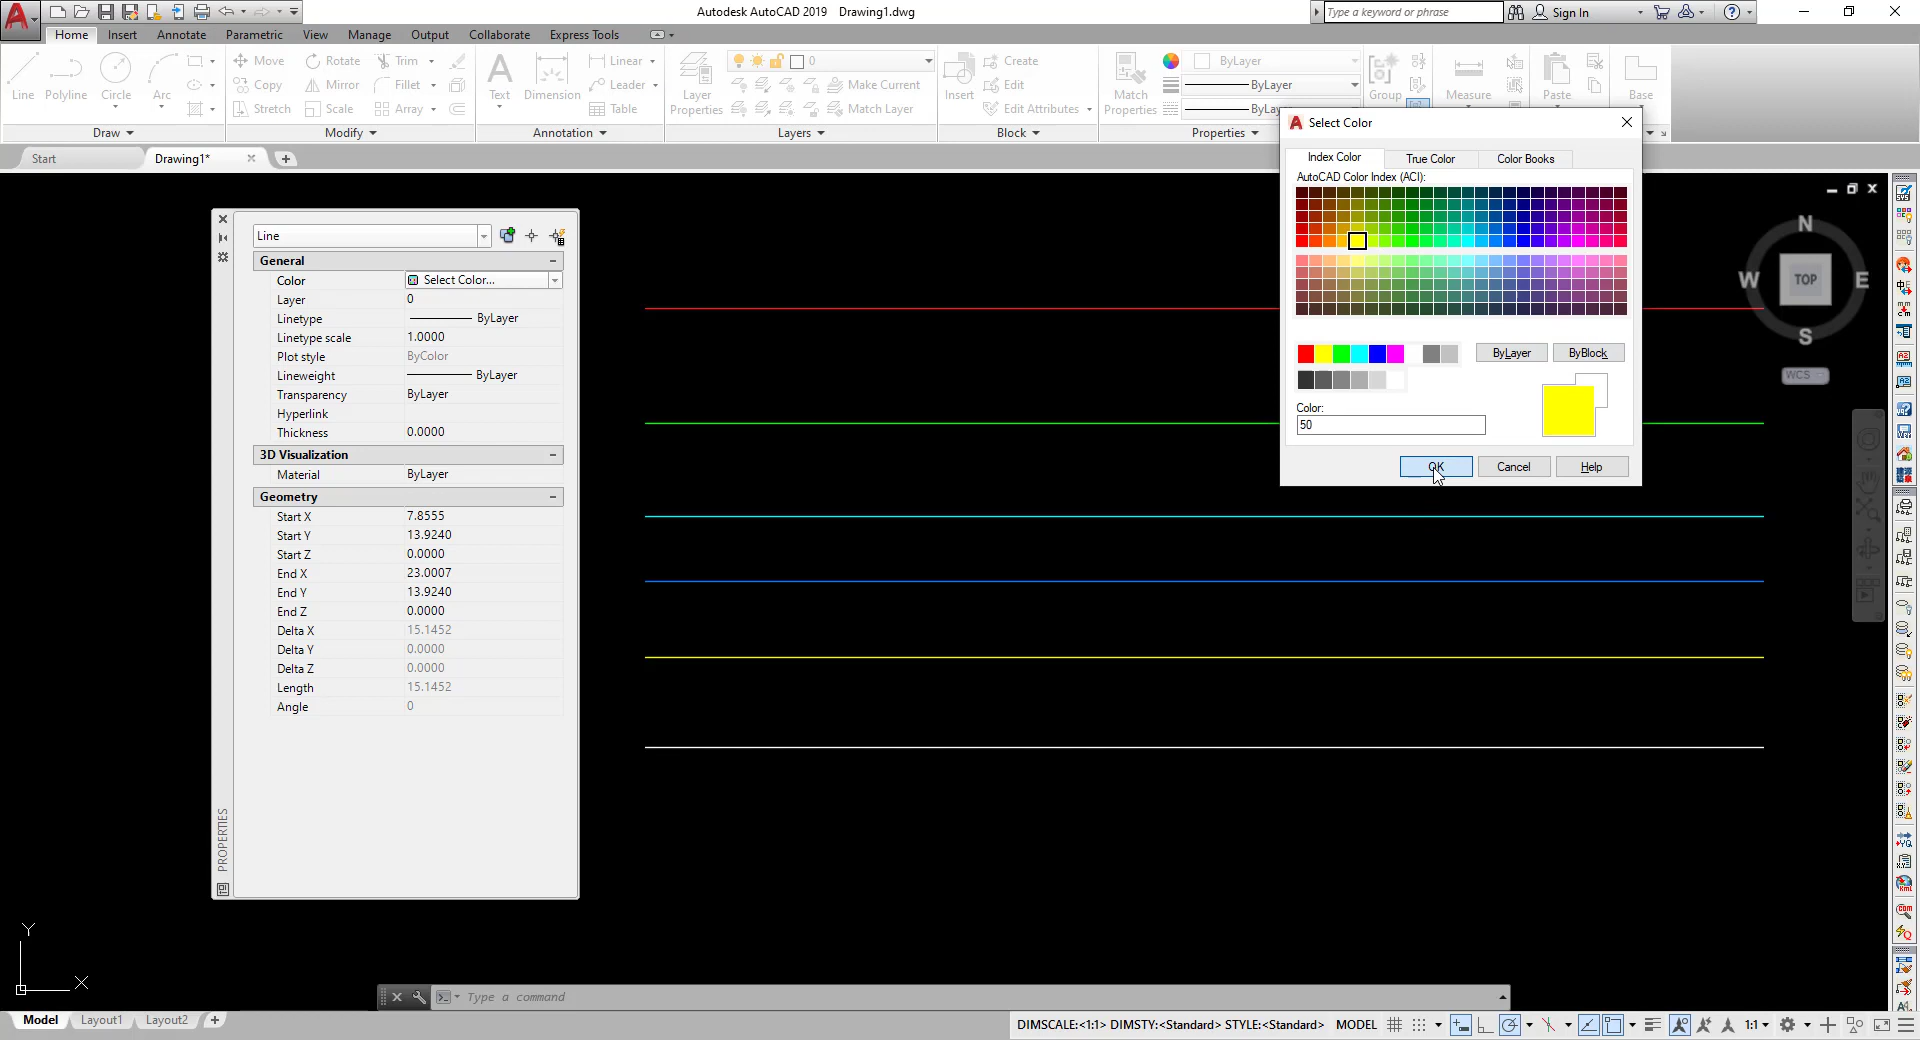 Autodesk AutoCAD 2019 Drawing1.dwg
Type a keyword or phrase
Sign In
Home Insert Annotate Parametric View Manage Output Collaborate Express Tools
Line Polyline Circle Arc
Move Rotate Trim
Copy Mirror Fillet
Stretch Scale Array
Text Dimension
Linear
Leader
Table
Layer Properties
0
Make Current
Match Layer
Insert
Create
Edit
Edit Attributes
Match Properties
ByLayer
ByLayer
Group Measure Paste Base
Draw Modify Annotation Layers Block Properties
Start Drawing1*
Select Color
Index Color True Color Color Books
AutoCAD Color Index (ACI):
ByLayer ByBlock
Color:
50
OK Cancel Help
N
W TOP E
S
WCS
Line
General
Color Select Color...
Layer 0
Linetype ByLayer
Linetype scale 1.0000
Plot style ByColor
Lineweight ByLayer
Transparency ByLayer
Hyperlink
Thickness 0.0000
3D Visualization
Material ByLayer
Geometry
Start X 7.8555
Start Y 13.9240
Start Z 0.0000
End X 23.0007
End Y 13.9240
End Z 0.0000
Delta X 15.1452
Delta Y 0.0000
Delta Z 0.0000
Length 15.1452
Angle 0
PROPERTIES
Y
X
Type a command
Model Layout1 Layout2
DIMSCALE:<1:1> DIMSTY:<Standard> STYLE:<Standard> MODEL
1:1